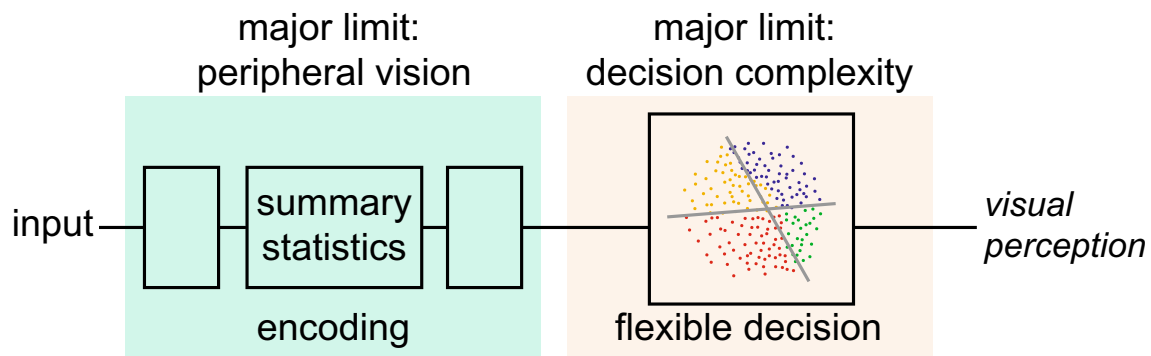 major limit:
peripheral vision
major limit:
decision complexity
input
summary
statistics
visual
perception
encoding
flexible decision